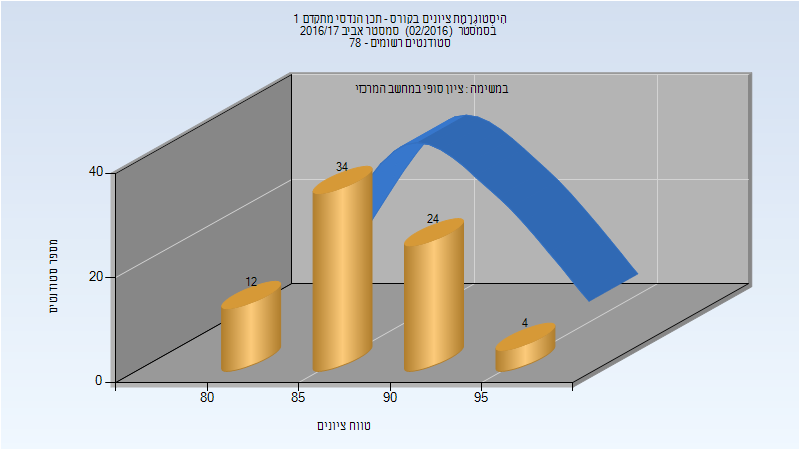 היסטוגרמת ציונים בקורס - תכן הנדסי מתקדם 1
בסמסטר (02/2016) סמסטר אביב 2016/17
סטודנטים רשומים - 78
במשימה : ציון סופי במחשב המרכזי
מספר סטודנטים
40
20
0
12
34
24
4
80
85
90
95
טווח ציונים